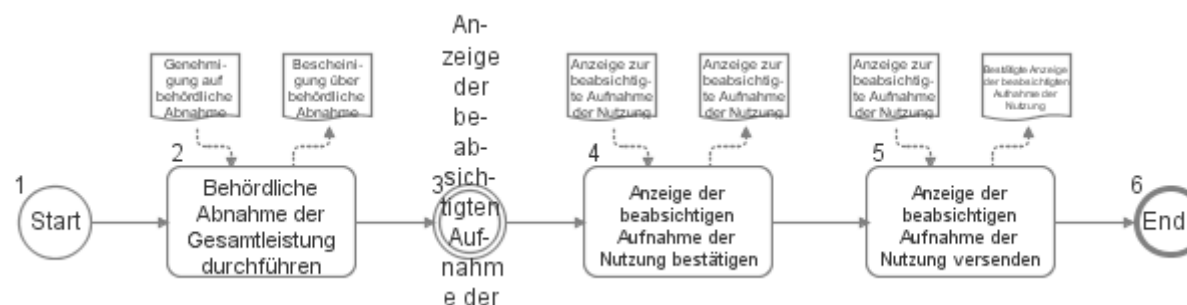 Genehmi-
gung auf
behördliche
Abnahme
Bescheini-
gung über
behördliche
Abnahme
An-
zeige
der
be-
ab-
sich-
tigten
Auf-
nahm
e der
Anzeige zur
beabsichtig-
te Aufnahme
der Nutzung
Anzeige zur
beabsichtig-
te Aufnahme
der Nutzung
Anzeige zur
beabsichtig-
te Aufnahme
der Nutzung
Bestätigte Anzeige
der beabsichtigten
Aufnahme der
Nutzung
1
Start
2
Behördliche
Abnahme der
Gesamtleistung
durchführen
3
4
Anzeige der
beabsichtigen
Aufnahme der
Nutzung bestätigen
5
Anzeige der
beabsichtigen
Aufnahme der
Nutzung versenden
6
End